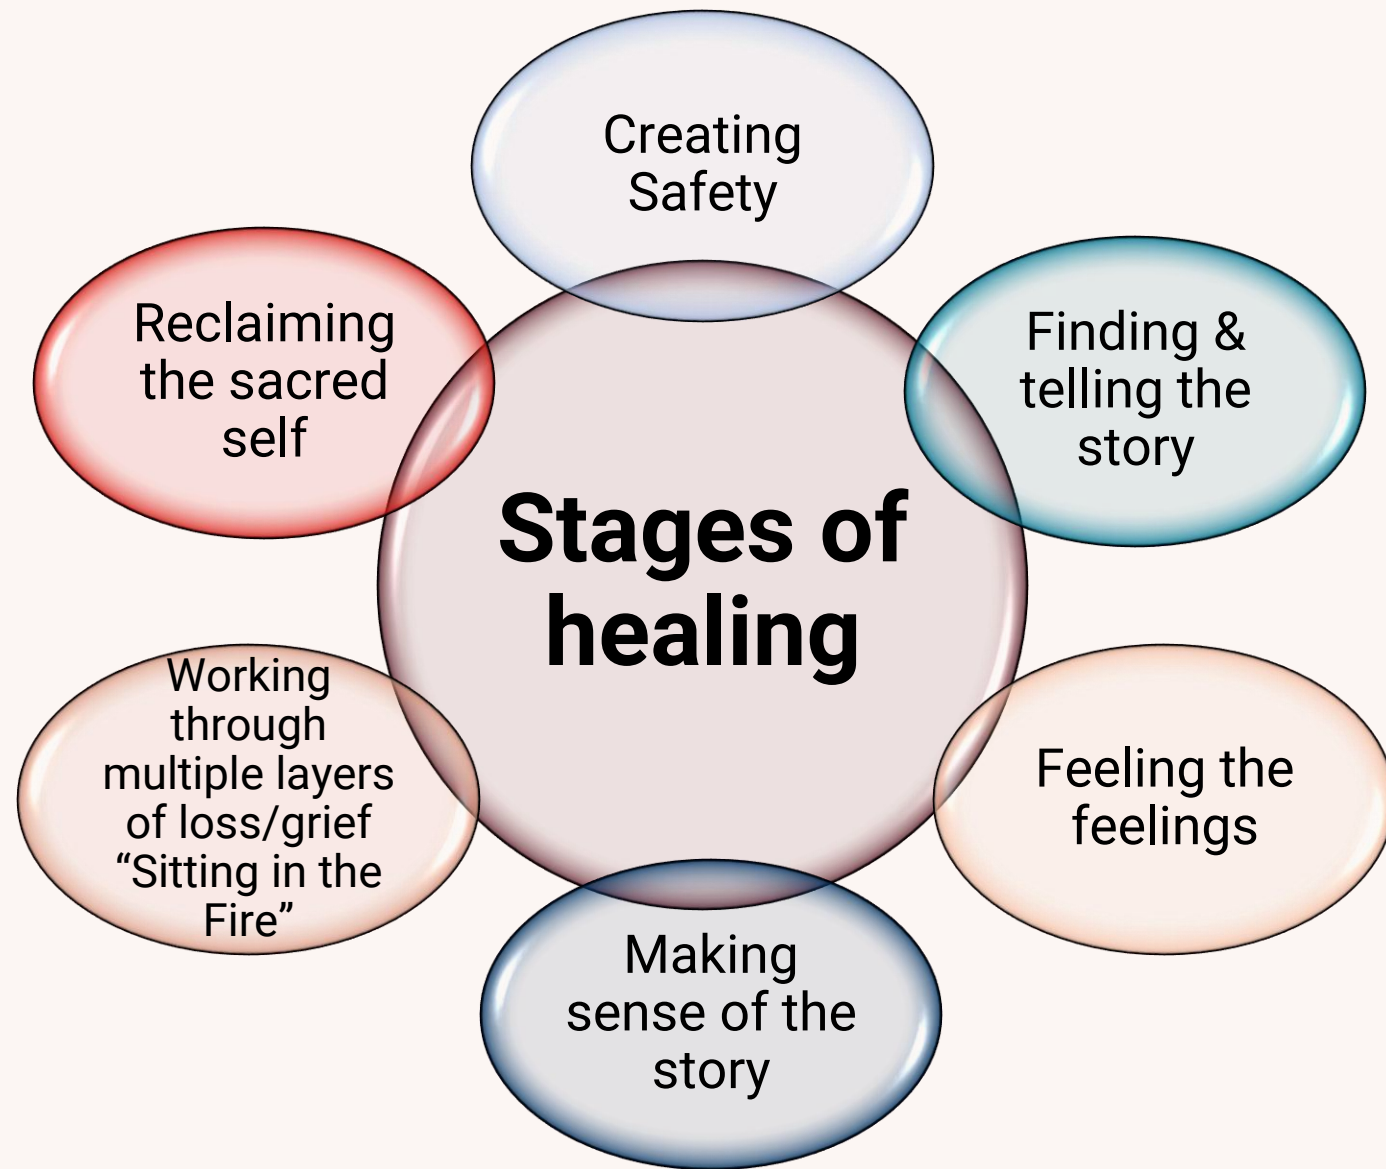 Creating
Safety
Finding &
telling the
story
Feeling the
feelings
Making
sense of the
story
Working
through
multiple layers
of loss/grief
“Sitting in the
Fire”
Reclaiming
the sacred
self
Stages of
healing